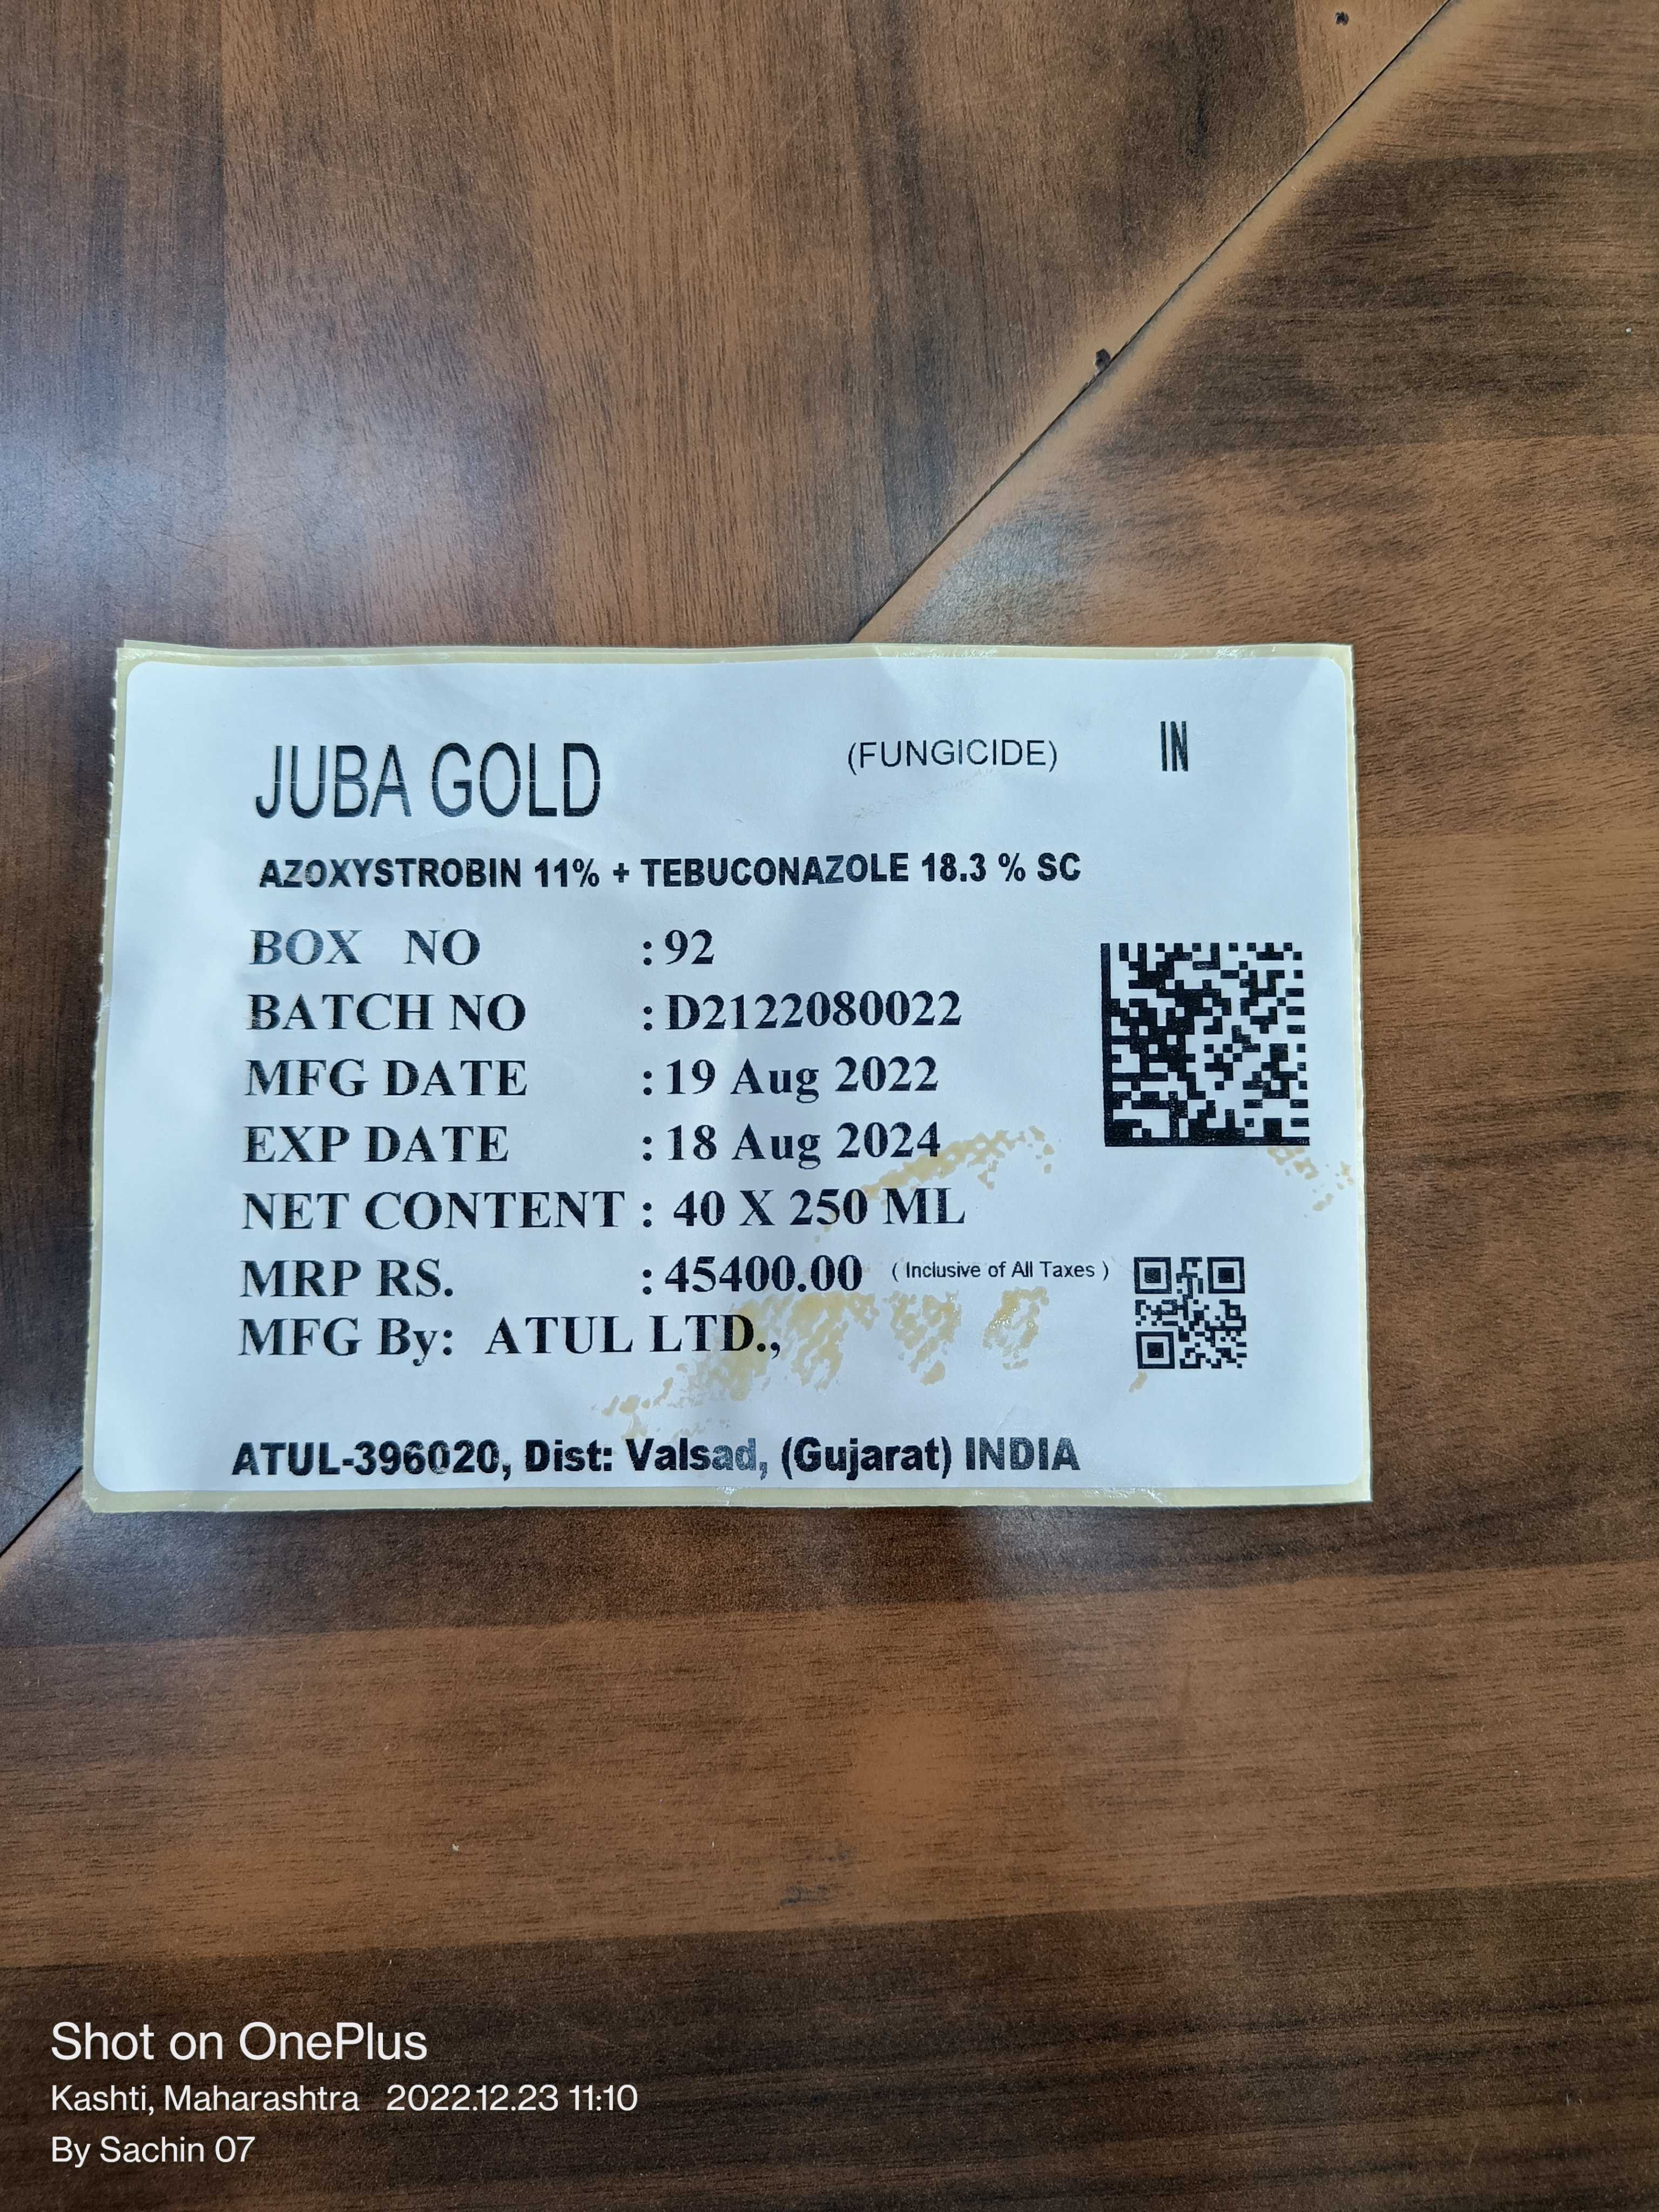 JUBA GOLD (FUNGICIDE) IN
AZOXYSTROBIN 11% + TEBUCONAZOLE 18.3 % SC
BOX NO : 92
BATCH NO : D2122080022
MFG DATE : 19 Aug 2022
EXP DATE : 18 Aug 2024
NET CONTENT : 40 X 250 ML
MRP RS. : 45400.00 ( Inclusive of All Taxes )
MFG By: ATUL LTD.,
ATUL-396020, Dist: Valsad, (Gujarat) INDIA
Shot on OnePlus
Kashti, Maharashtra 2022.12.23 11:10
By Sachin 07